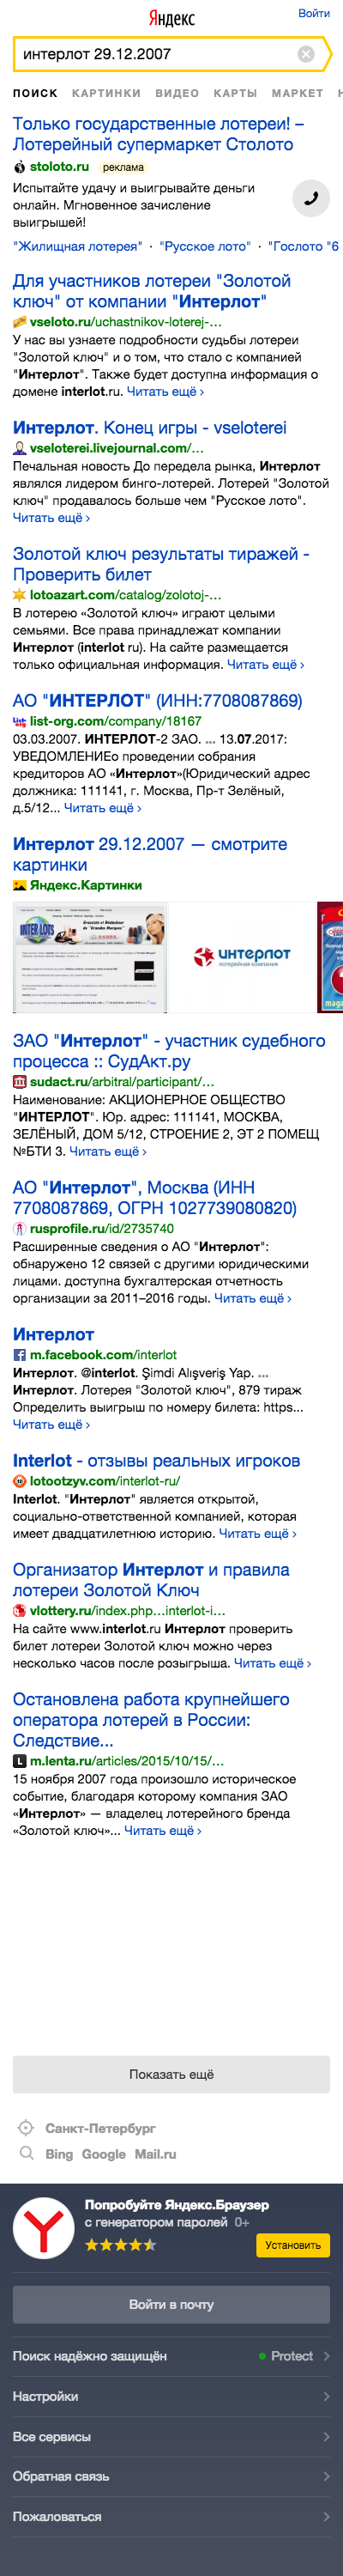 Яндекс
Войти
интерлот 29.12.2007
ПОИСК КАРТИНКИ ВИДЕО КАРТЫ МАРКЕТ
Только государственные лотереи! –
Лотерейный супермаркет Столото
stoloto.ru реклама
Испытайте удачу и выигрывайте деньги
онлайн. Мгновенное зачисление
выигрышей!
"Жилищная лотерея" · "Русское лото" · "Гослото "6
Для участников лотереи "Золотой
ключ" от компании "Интерлот"
vseloto.ru/uchastnikov-loterej-…
У нас вы узнаете подробности судьбы лотереи
"Золотой ключ" и о том, что стало с компанией
"Интерлот". Также будет доступна информация о
домене interlot.ru. Читать ещё ›
Интерлот. Конец игры - vseloterei
vseloterei.livejournal.com/…
Печальная новость До передела рынка, Интерлот
являлся лидером бинго-лотерей. Лотерей "Золотой
ключ" продавалось больше чем "Русское лото".
Читать ещё ›
Золотой ключ результаты тиражей -
Проверить билет
lotoazart.com/catalog/zolotoj-…
В лотерею «Золотой ключ» играют целыми
семьями. Все права принадлежат компании
Интерлот (interlot ru). На сайте размещается
только официальная информация. Читать ещё ›
АО "ИНТЕРЛОТ" (ИНН:7708087869)
list-org.com/company/18167
03.03.2007. ИНТЕРЛОТ-2 ЗАО. ... 13.07.2017:
УВЕДОМЛЕНИЕо проведении собрания
кредиторов АО «Интерлот»(Юридический адрес
должника: 111141, г. Москва, Пр-т Зелёный,
д.5/12... Читать ещё ›
Интерлот 29.12.2007 — смотрите
картинки
Яндекс.Картинки
INTER LOTS
интерлот
лотерейная компания
ЗАО "Интерлот" - участник судебного
процесса :: СудАкт.ру
sudact.ru/arbitral/participant/…
Наименование: АКЦИОНЕРНОЕ ОБЩЕСТВО
"ИНТЕРЛОТ". Юр. адрес: 111141, МОСКВА,
ЗЕЛЁНЫЙ, ДОМ 5/12, СТРОЕНИЕ 2, ЭТ 2 ПОМЕЩ
№БТИ 3. Читать ещё ›
АО "Интерлот", Москва (ИНН
7708087869, ОГРН 1027739080820)
rusprofile.ru/id/2735740
Расширенные сведения о АО "Интерлот":
обнаружено 12 связей с другими юридическими
лицами. доступна бухгалтерская отчетность
организации за 2011–2016 годы. Читать ещё ›
Интерлот
m.facebook.com/interlot
Интерлот. @interlot. Şimdi Alışveriş Yap. ...
Интерлот. Лотерея "Золотой ключ", 879 тираж
Определить выигрыш по номеру билета: https...
Читать ещё ›
Interlot - отзывы реальных игроков
lotootzyv.com/interlot-ru/
Interlot. "Интерлот" является открытой,
социально-ответственной компанией, которая
имеет двадцатилетнюю историю. Читать ещё ›
Организатор Интерлот и правила
лотереи Золотой Ключ
vlottery.ru/index.php…interlot-i…
На сайте www.interlot.ru Интерлот проверить
билет лотереи Золотой ключ можно через
несколько часов после розыгрыша. Читать ещё ›
Остановлена работа крупнейшего
оператора лотерей в России:
Следствие...
m.lenta.ru/articles/2015/10/15/…
15 ноября 2007 года произошло историческое
событие, благодаря которому компания ЗАО
«Интерлот» — владелец лотерейного бренда
«Золотой ключ»... Читать ещё ›
Показать ещё
Санкт-Петербург
Bing Google Mail.ru
Попробуйте Яндекс.Браузер
с генератором паролей 0+
Установить
Войти в почту
Поиск надёжно защищён Protect
Настройки
Все сервисы
Обратная связь
Пожаловаться